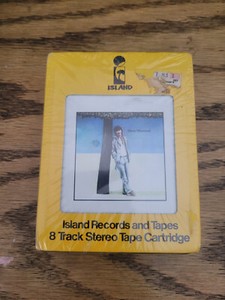 ISLAND
Island Records and Tapes
8 Track Stereo Tape Cartridge